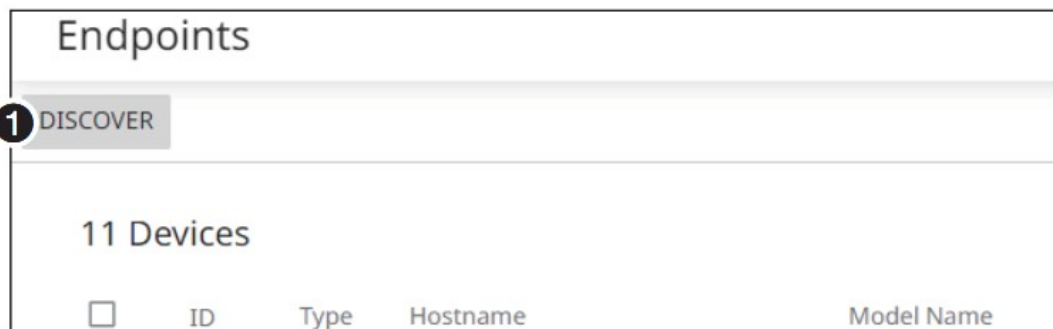 Endpoints
1 DISCOVER
11 Devices
ID Type Hostname Model Name